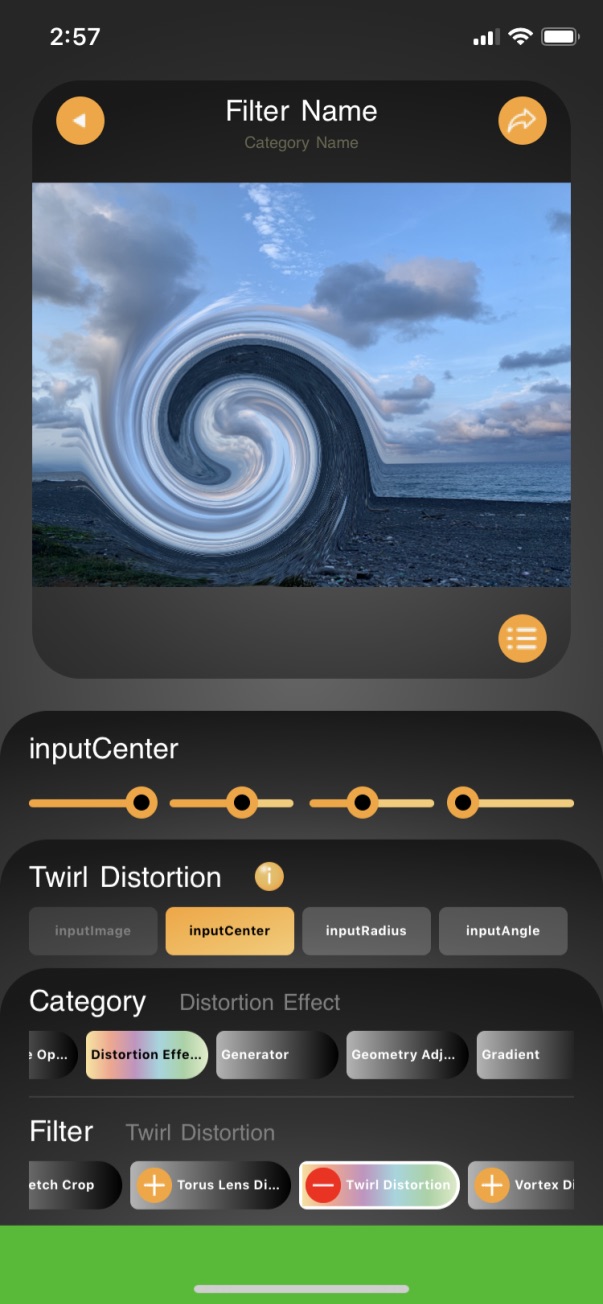 2:57
Filter Name
Category Name
inputCenter
Twirl Distortion i
inputImage inputCenter inputRadius inputAngle
Category Distortion Effect
e Op... Distortion Effe... Generator Geometry Adj... Gradient
Filter Twirl Distortion
etch Crop Torus Lens Di... Twirl Distortion Vortex Di